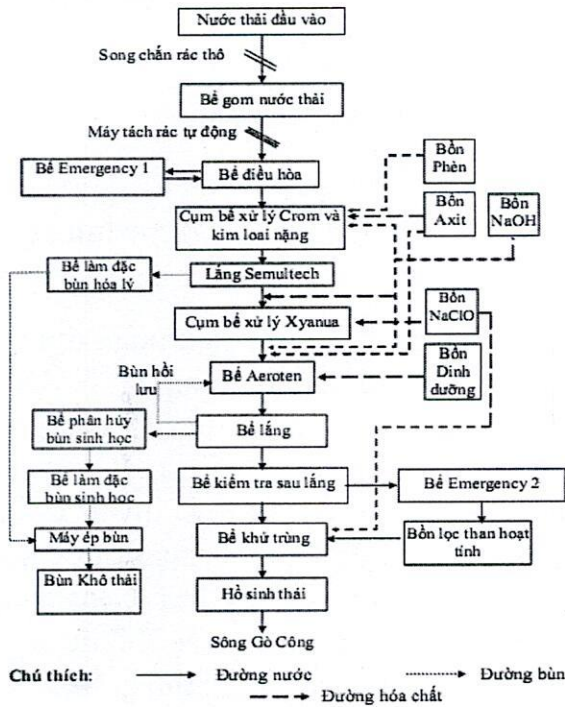 Nước thải đầu vào
Song chắn rác thô
Bể gom nước thải
Máy tách rác tự động
Bể Emergency 1
Bể điều hòa
Bồn
Phèn
Cụm bể xử lý Crom và
kim loai nặng
Bồn
Axit
Bồn
NaOH
Bể làm đặc
bùn hóa lý
Lắng Semultech
Cụm bể xử lý Xyanua
Bồn
NaClO
Bùn hồi
lưu
Bể Aeroten
Bồn
Dinh
dưỡng
Bể phân hủy
bùn sinh học
Bể lắng
Bể làm đặc
bùn sinh học
Bể kiểm tra sau lắng
Bể Emergency 2
Máy ép bùn
Bể khử trùng
Bồn lọc than hoạt
tính
Bùn Khô thải
Hồ sinh thái
Sông Gò Công
Chú thích:
Đường nước
Đường bùn
Đường hóa chất